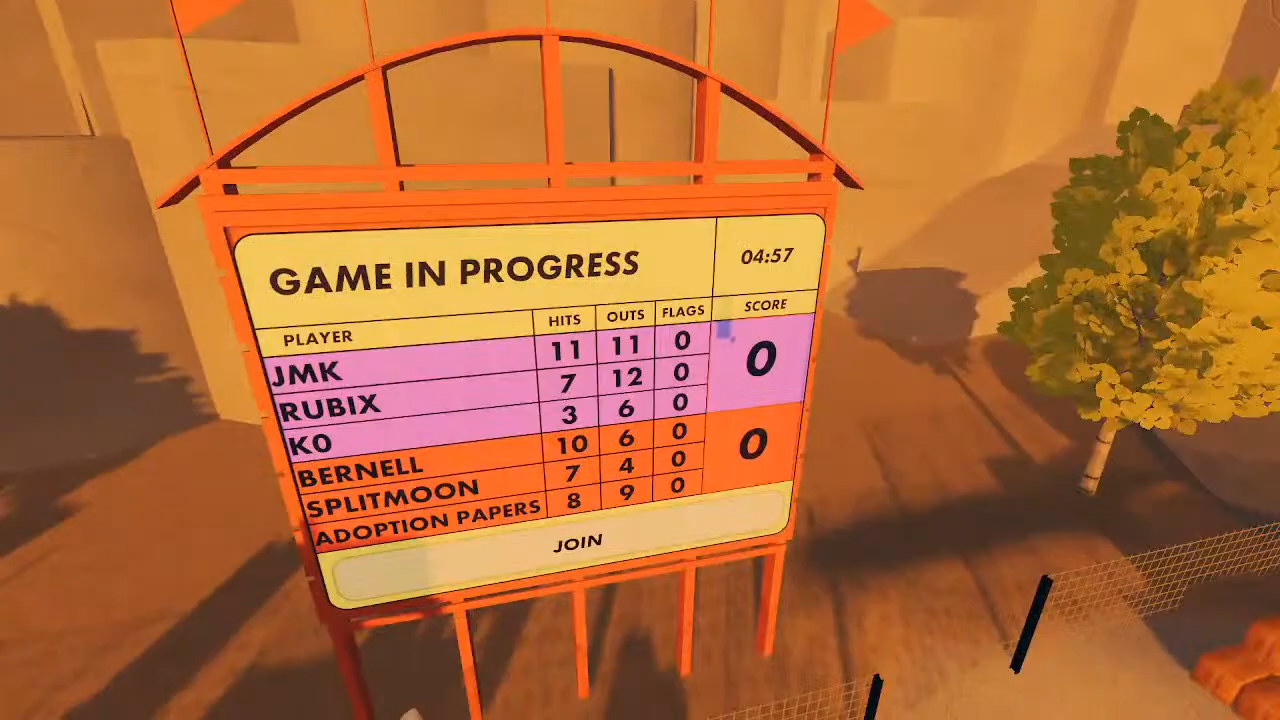 GAME IN PROGRESS 04:57
PLAYER HITS OUTS FLAGS SCORE
JMK 11 11 0 0
RUBIX 7 12 0
K0 3 6 0
BERNELL 10 6 0 0
SPLITMOON 7 4 0
ADOPTION PAPERS 8 9 0
JOIN